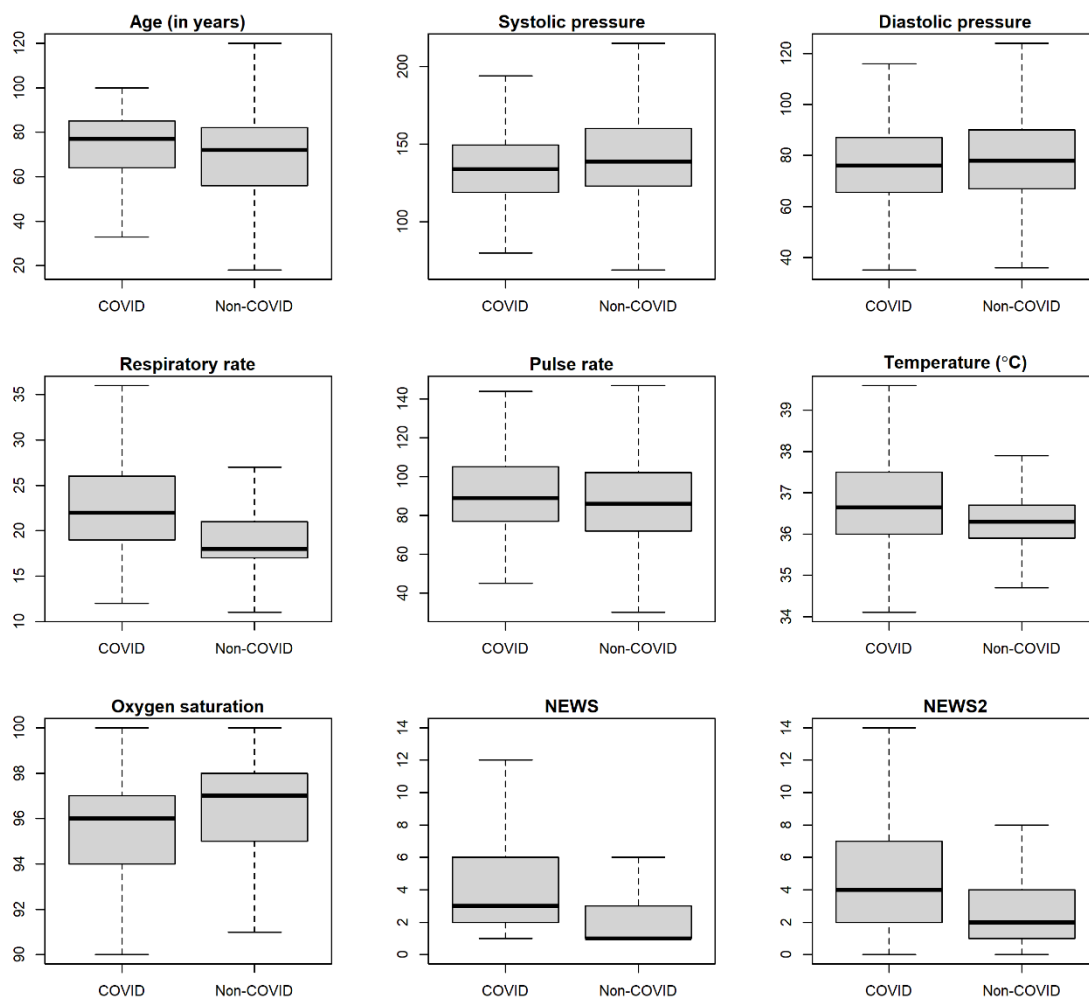 Age (in years)
120
100
80
60
40
20
COVID
Non-COVID
Systolic pressure
200
150
100
COVID
Non-COVID
Diastolic pressure
120
100
80
60
40
COVID
Non-COVID
Respiratory rate
35
30
25
20
15
10
COVID
Non-COVID
Pulse rate
140
120
100
80
60
40
COVID
Non-COVID
Temperature (°C)
39
38
37
36
35
34
COVID
Non-COVID
Oxygen saturation
100
98
96
94
92
90
COVID
Non-COVID
NEWS
14
12
10
8
6
4
2
0
COVID
Non-COVID
NEWS2
14
12
10
8
6
4
2
0
COVID
Non-COVID